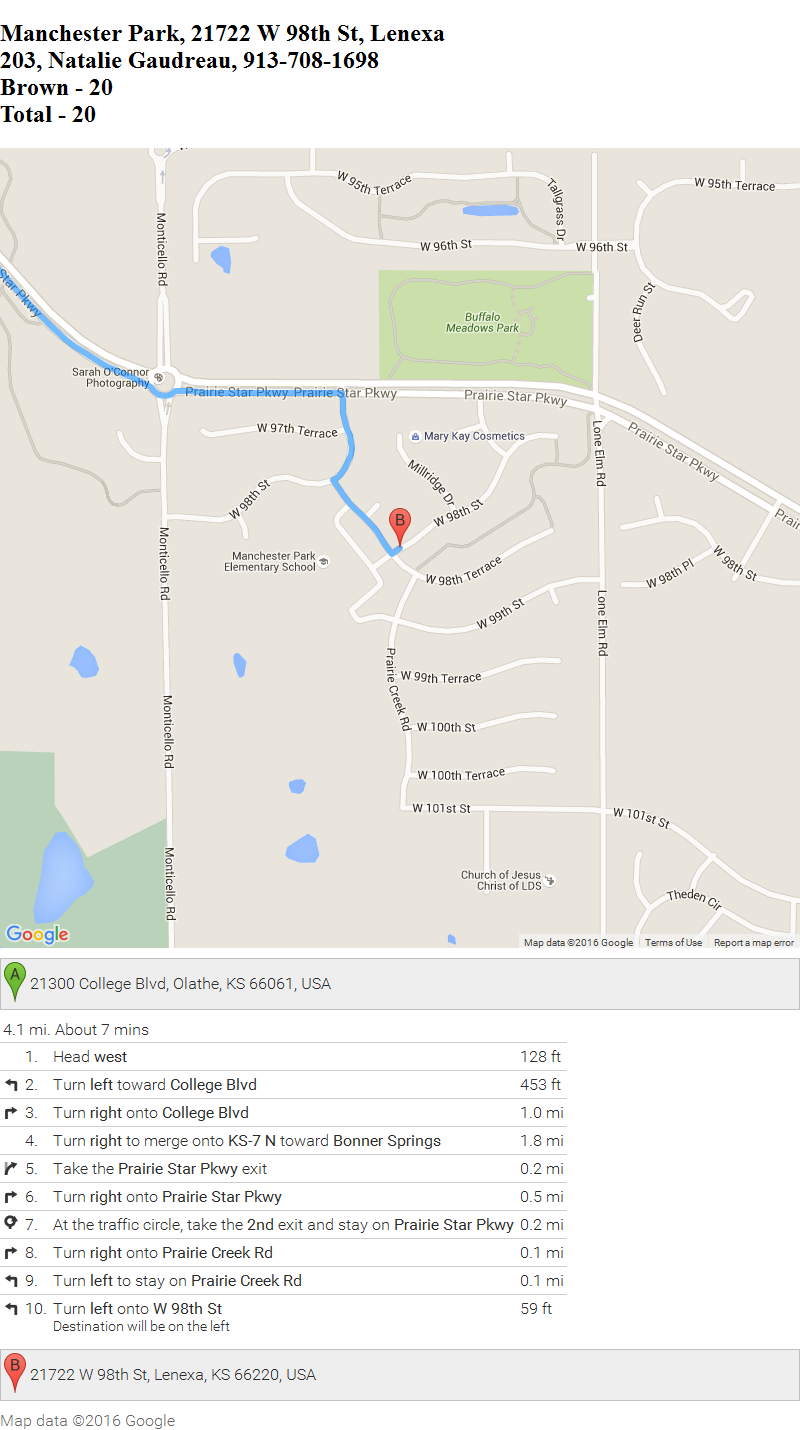 Manchester Park, 21722 W 98th St, Lenexa
203, Natalie Gaudreau, 913-708-1698
Brown - 20
Total - 20
W 95th Terrace
Tallgrass Dr
W 95th Terrace
Monticello Rd
W 96th St
W 96th St
Star Pkwy
Deer Run St
Buffalo
Meadows Park
Sarah O'Connor
Photography
Prairie Star Pkwy
Prairie Star Pkwy
Prairie Star Pkwy
W 97th Terrace
Mary Kay Cosmetics
Lone Elm Rd
Prairie Star Pkwy
Millridge Dr
W 98th St
W 98th St
Prair
B
Monticello Rd
Manchester Park
Elementary School
W 98th Terrace
W 98th Pl
W 98th St
W 99th St
Lone Elm Rd
Prairie Creek Rd
W 99th Terrace
Monticello Rd
W 100th St
W 100th Terrace
W 101st St
W 101st St
Monticello Rd
Church of Jesus
Christ of LDS
Theden Cir
Google
Map data ©2016 Google
Terms of Use
Report a map error
A
21300 College Blvd, Olathe, KS 66061, USA
4.1 mi. About 7 mins
1. Head west 128 ft
2. Turn left toward College Blvd 453 ft
3. Turn right onto College Blvd 1.0 mi
4. Turn right to merge onto KS-7 N toward Bonner Springs 1.8 mi
5. Take the Prairie Star Pkwy exit 0.2 mi
6. Turn right onto Prairie Star Pkwy 0.5 mi
7. At the traffic circle, take the 2nd exit and stay on Prairie Star Pkwy 0.2 mi
8. Turn right onto Prairie Creek Rd 0.1 mi
9. Turn left to stay on Prairie Creek Rd 0.1 mi
10. Turn left onto W 98th St 59 ft
Destination will be on the left
B
21722 W 98th St, Lenexa, KS 66220, USA
Map data ©2016 Google